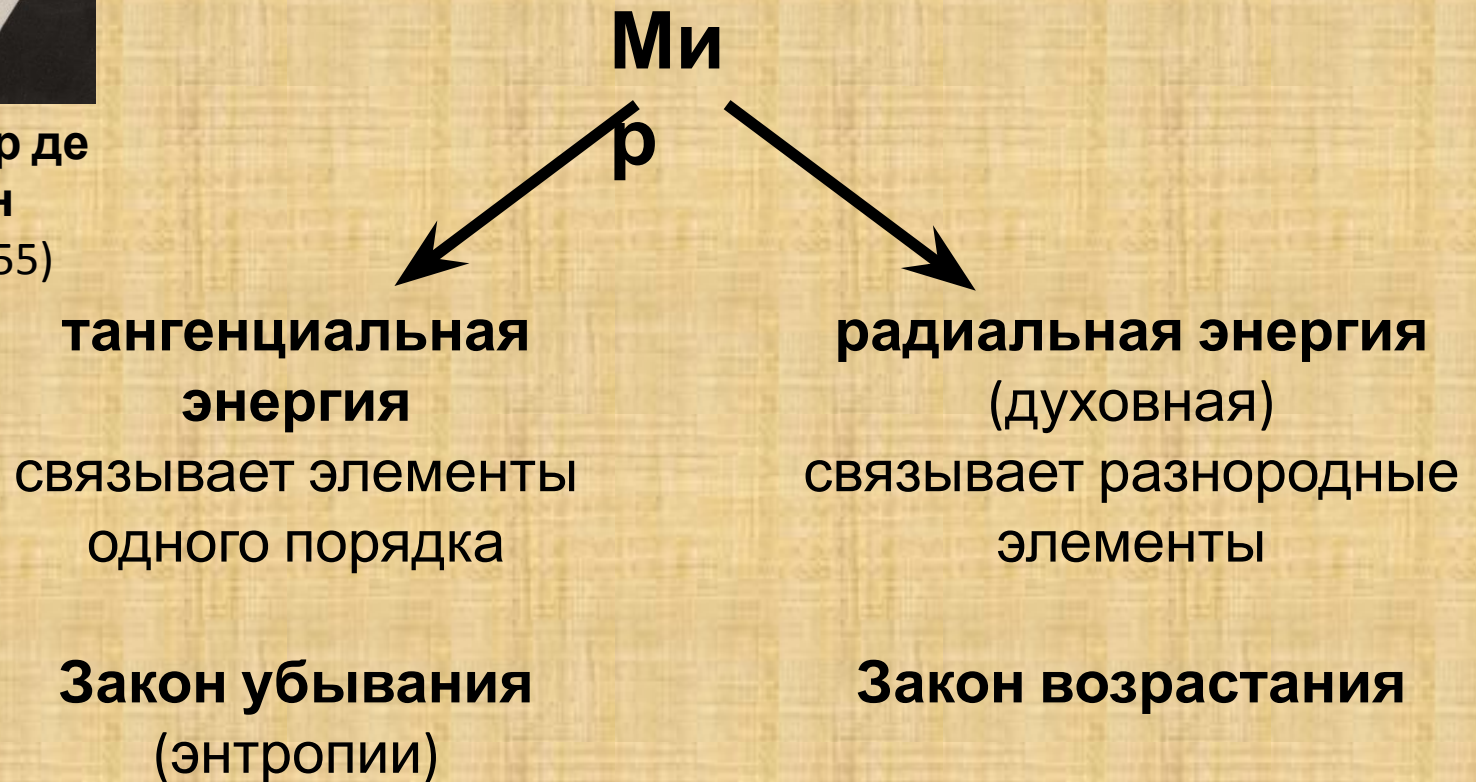 Ми
р
р де
н
55)
тангенциальная
энергия
связывает элементы
одного порядка
Закон убывания
(энтропии)
радиальная энергия
(духовная)
связывает разнородные
элементы
Закон возрастания